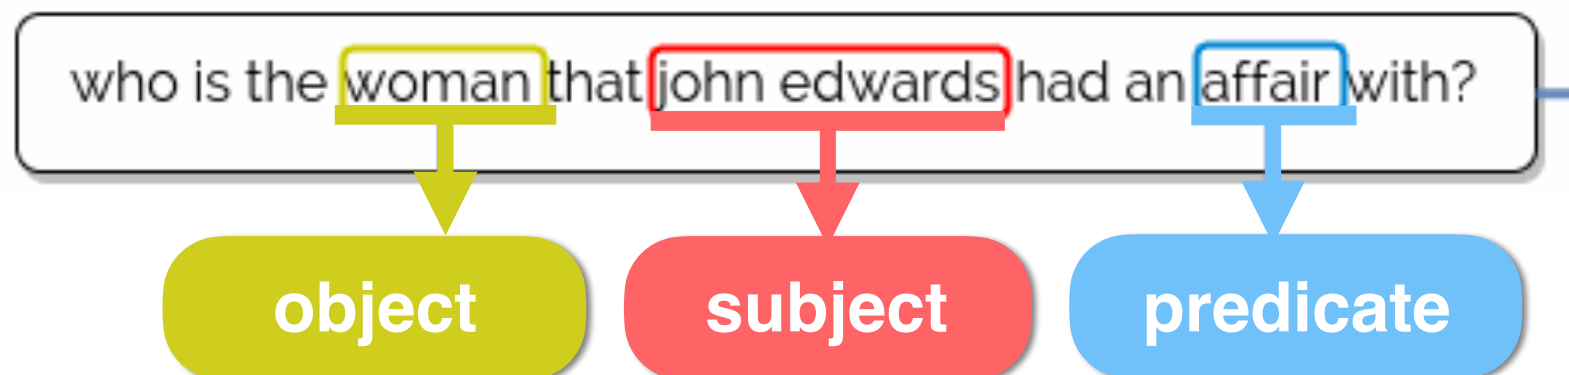 who is the woman that john edwards had an affair with?
object subject predicate